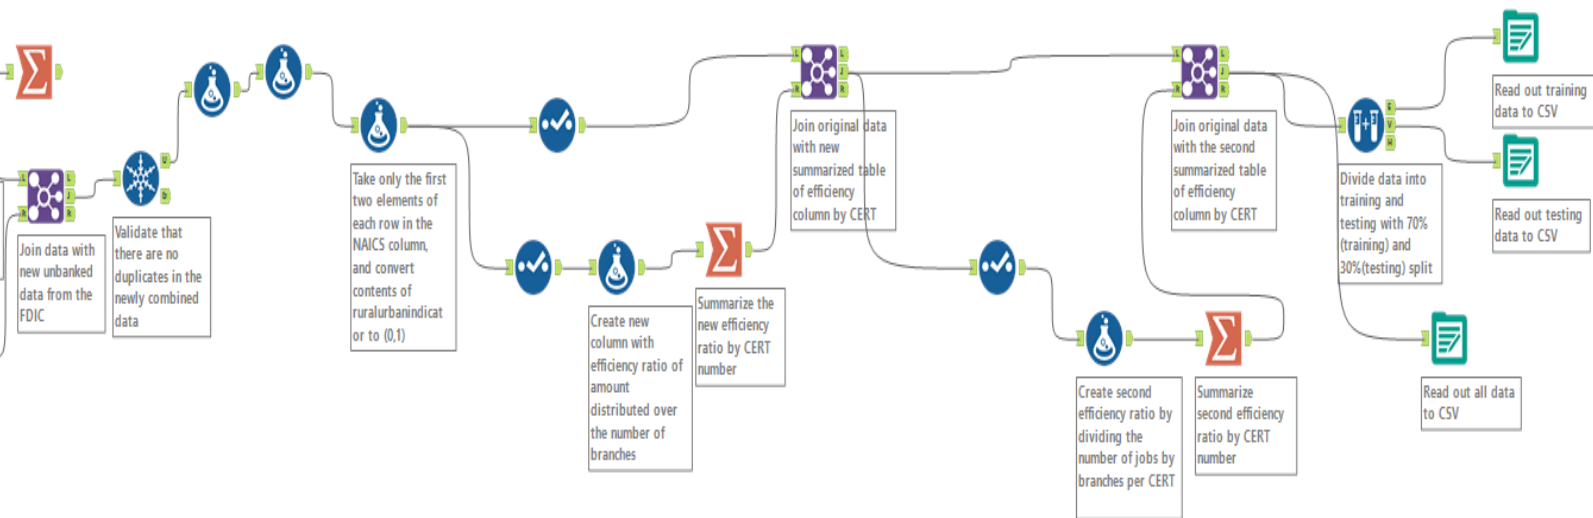 Join data with
new unbanked
data from the
FDIC
Validate that
there are no
duplicates in the
newly combined
data
Take only the first
two elements of
each row in the
NAICS column,
and convert
contents of
ruralurbanindicat
or to (0,1)
Create new
column with
efficiency ratio of
amount
distributed over
the number of
branches
Summarize the
new efficiency
ratio by CERT
number
Join original data
with new
summarized table
of efficiency
column by CERT
Create second
efficiency ratio by
dividing the
number of jobs by
branches per CERT
Summarize
second efficiency
ratio by CERT
number
Join original data
with the second
summarized table
of efficiency
column by CERT
Divide data into
training and
testing with 70%
(training) and
30%(testing) split
Read out training
data to CSV
Read out testing
data to CSV
Read out all data
to CSV